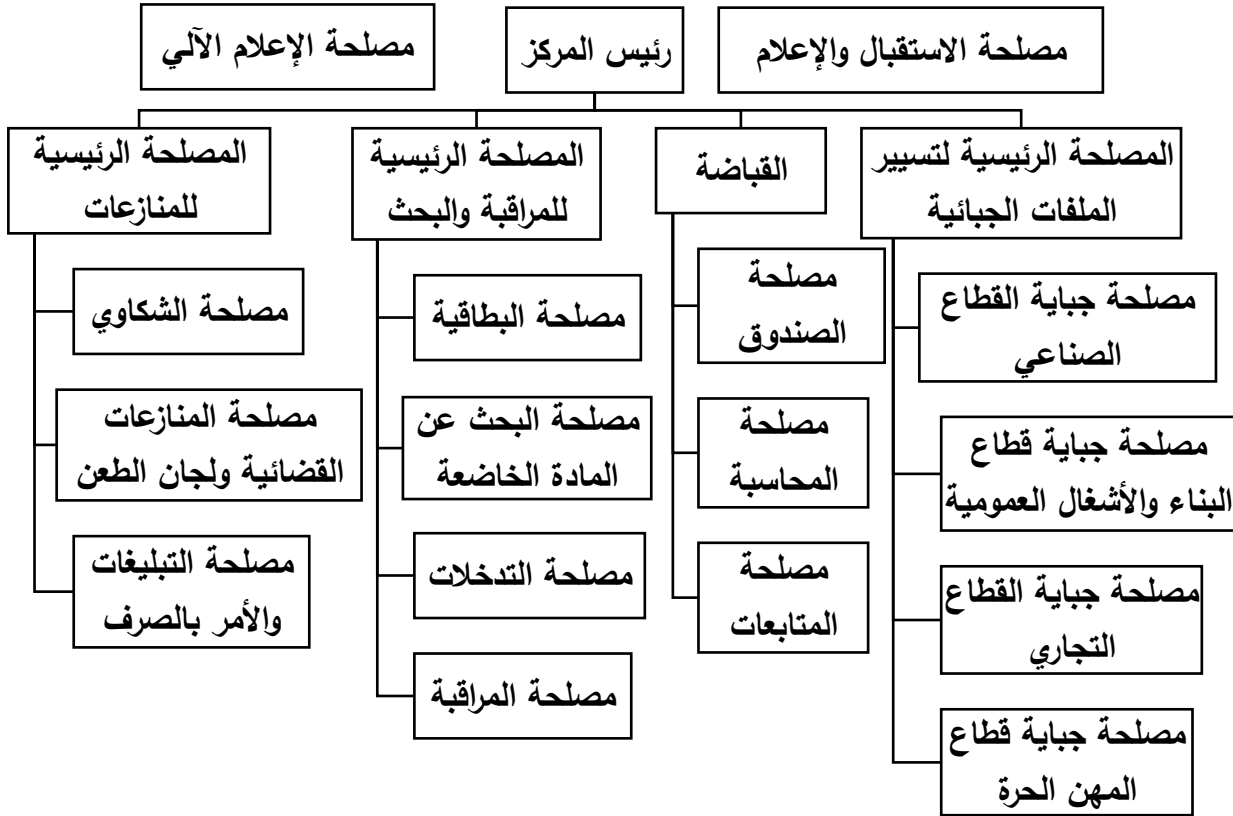 مصلحة الاستقبال والإعلام
رئيس المركز
مصلحة الإعلام الآلي
المصلحة الرئيسية لتسيير
الملفات الجبائية
القباضة
المصلحة الرئيسية
للمراقبة والبحث
المصلحة الرئيسية
للمنازعات
مصلحة جباية القطاع
الصناعي
مصلحة جباية قطاع
البناء والأشغال العمومية
مصلحة جباية القطاع
التجاري
مصلحة جباية قطاع
المهن الحرة
مصلحة
الصندوق
مصلحة
المحاسبة
مصلحة
المتابعات
مصلحة البطاقية
مصلحة البحث عن
المادة الخاضعة
مصلحة التدخلات
مصلحة المراقبة
مصلحة الشكاوي
مصلحة المنازعات
القضائية ولجان الطعن
مصلحة التبليغات
والأمر بالصرف